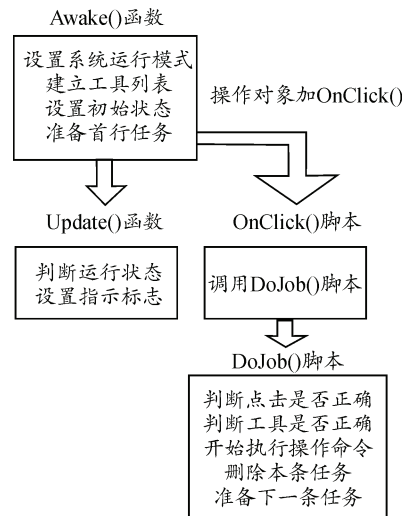 Awake()函数
设置系统运行模式
建立工具列表
设置初始状态
准备首行任务
操作对象加OnClick()
Update()函数
判断运行状态
设置指示标志
OnClick()脚本
调用DoJob()脚本
DoJob()脚本
判断点击是否正确
判断工具是否正确
开始执行操作命令
删除本条任务
准备下一条任务